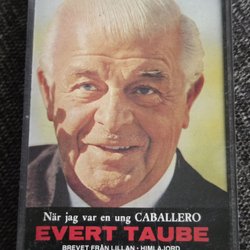 När jag var en ung CABALLERO
EVERT TAUBE
BREVET FRÅN LILLAN · HIMLAJORD